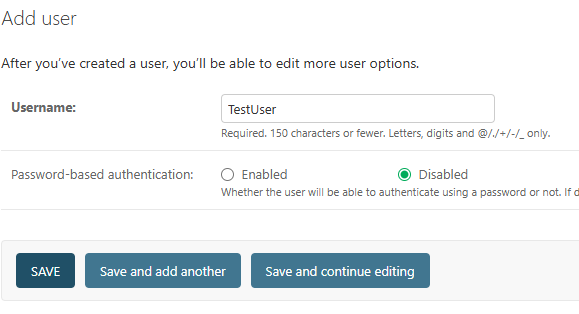 Add user
After you've created a user, you'll be able to edit more user options.
Username:
TestUser
Required. 150 characters or fewer. Letters, digits and @/./+/-/_ only.
Password-based authentication:
Enabled
Disabled
Whether the user will be able to authenticate using a password or not. If d
SAVE
Save and add another
Save and continue editing